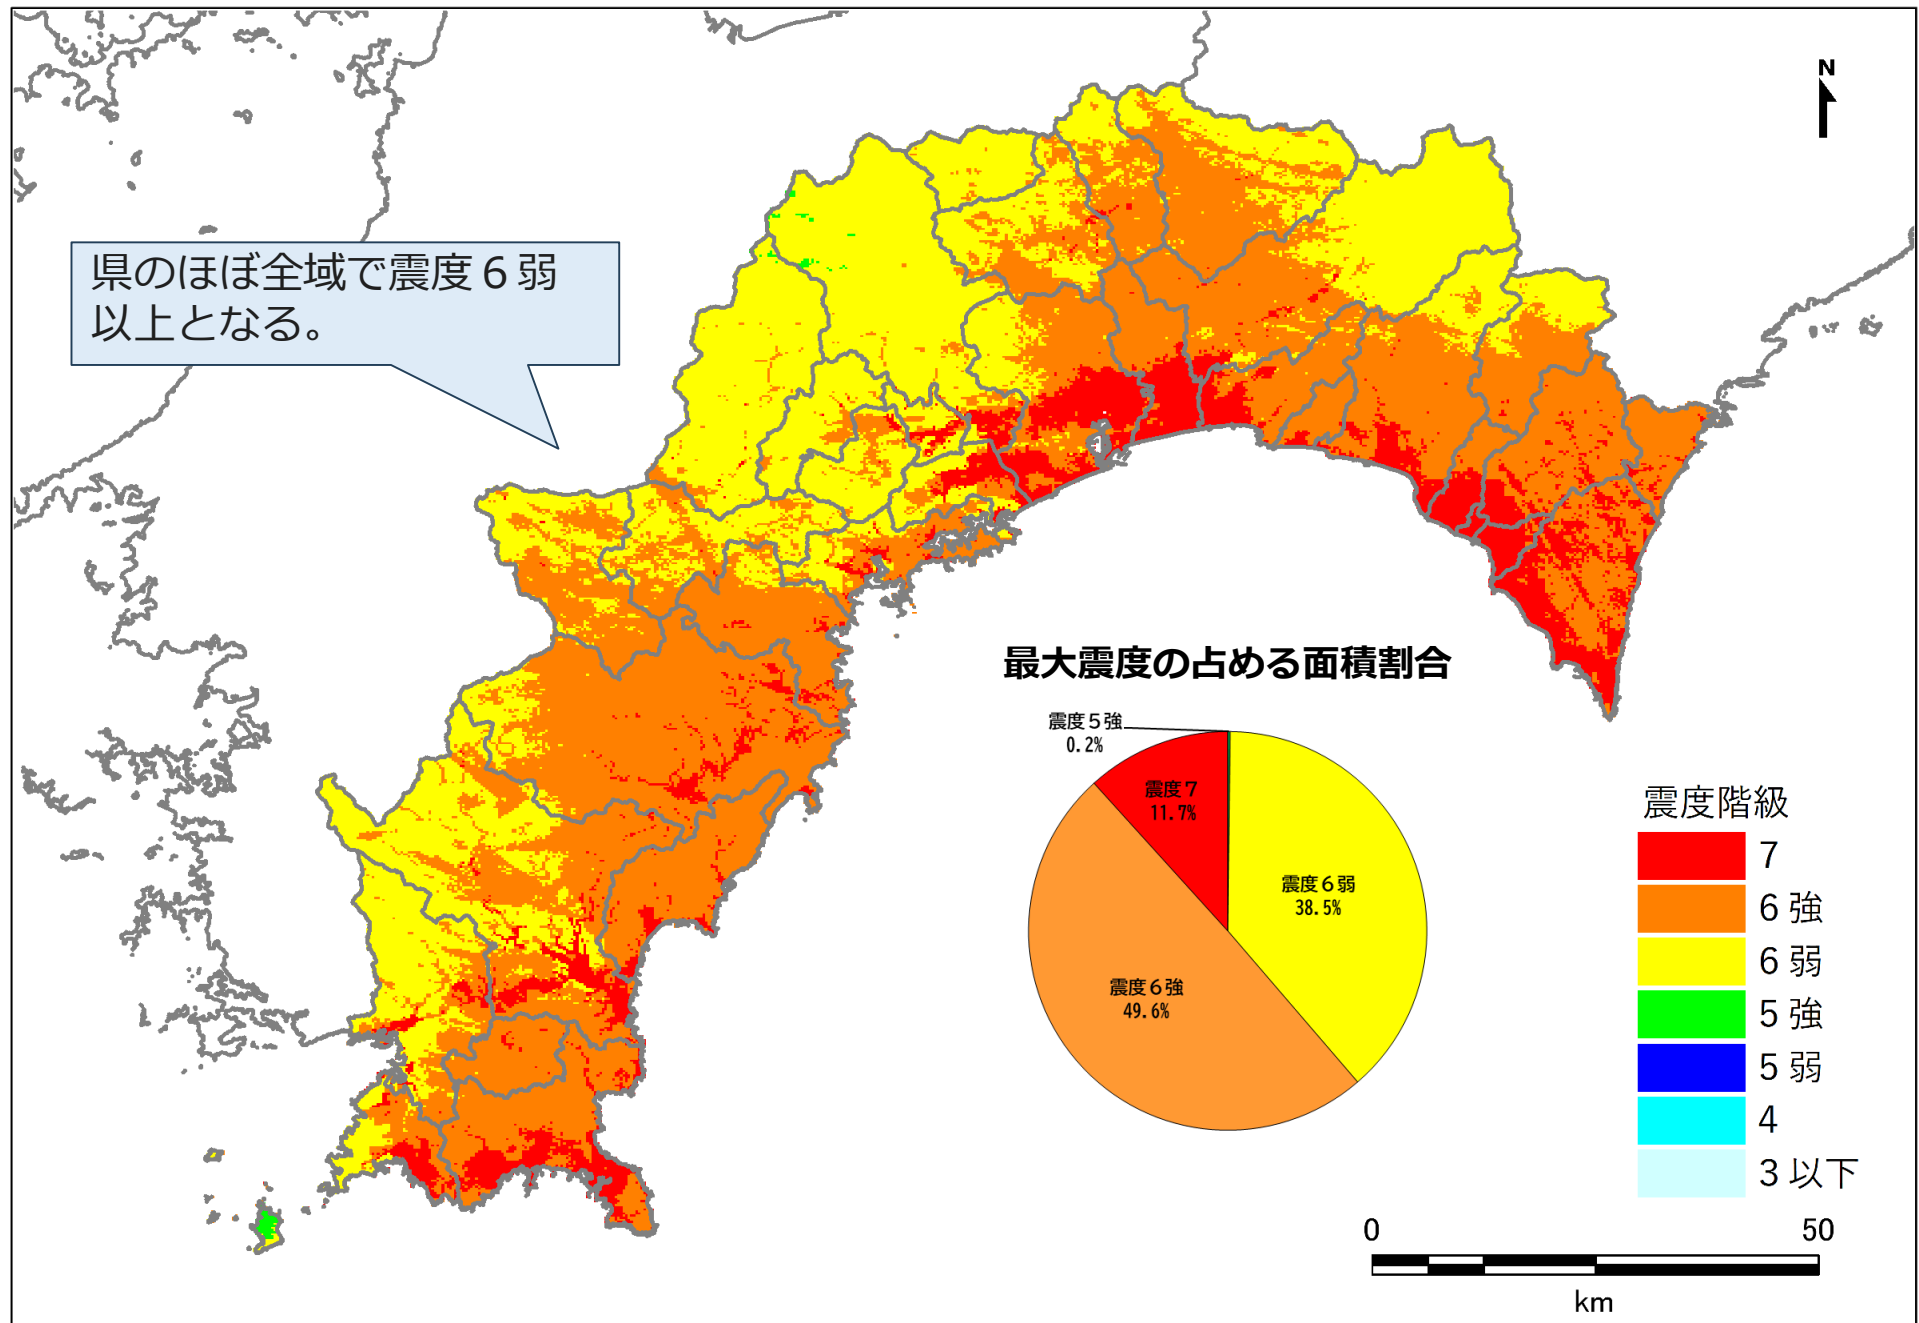 N
県のほぼ全域で震度６弱
以上となる。
最大震度の占める面積割合
震度５強
0.2%
震度７
11.7%
震度６弱
38.5%
震度６強
49.6%
震度階級
7
6 強
6 弱
5 強
5 弱
4
3 以下
0 50
km